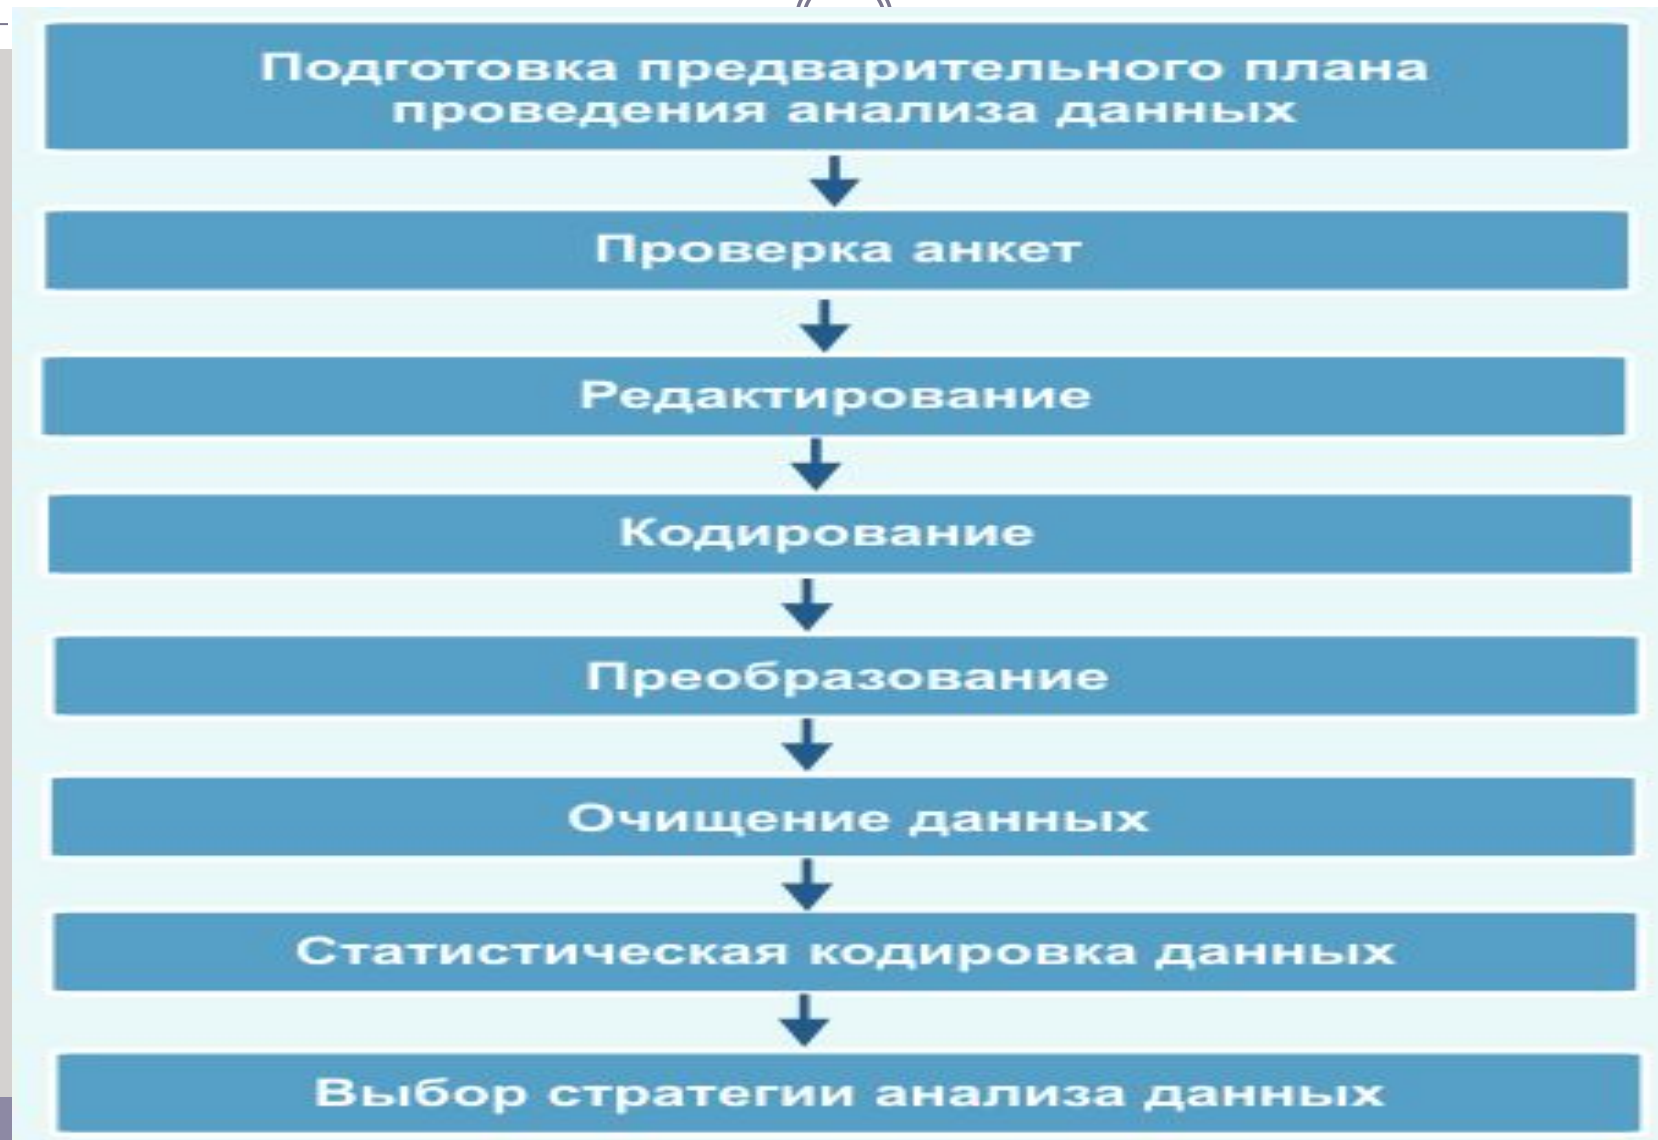 Подготовка предварительного плана
проведения анализа данных
Проверка анкет
Редактирование
Кодирование
Преобразование
Очищение данных
Статистическая кодировка данных
Выбор стратегии анализа данных